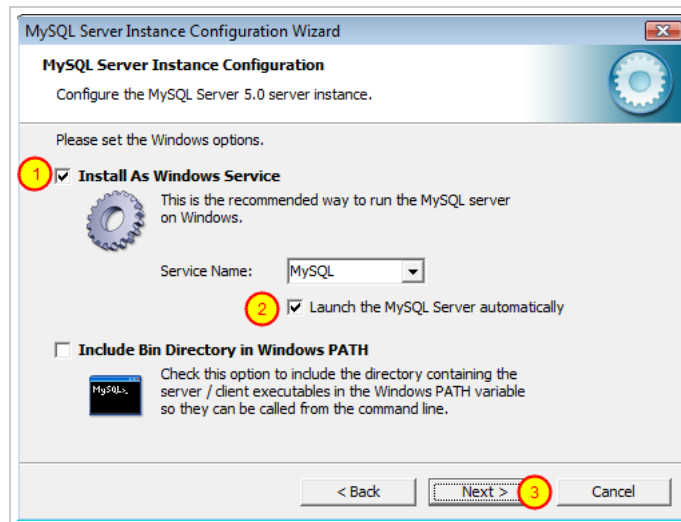 MySQL Server Instance Configuration Wizard
MySQL Server Instance Configuration
Configure the MySQL Server 5.0 server instance.
Please set the Windows options.
1
Install As Windows Service
This is the recommended way to run the MySQL server
on Windows.
Service Name: MySQL
2 Launch the MySQL Server automatically
Include Bin Directory in Windows PATH
MySQL>_
Check this option to include the directory containing the
server / client executables in the Windows PATH variable
so they can be called from the command line.
< Back Next > 3 Cancel